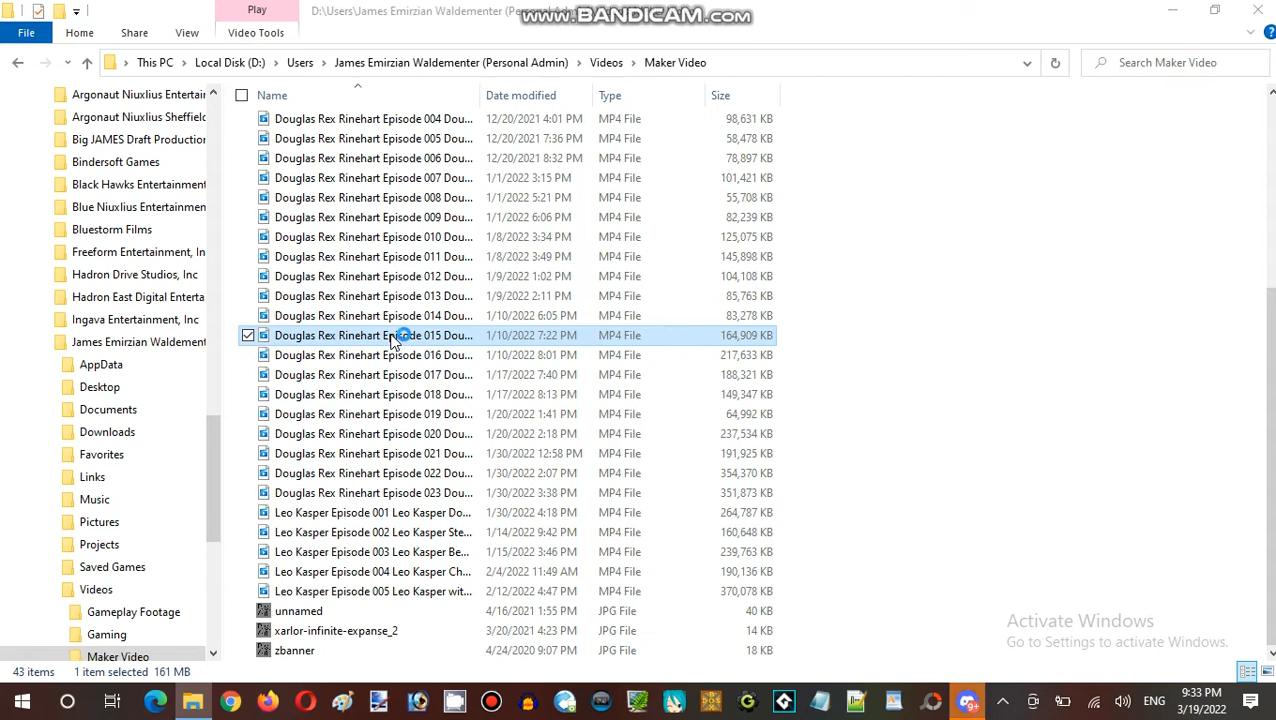 Play
D:\Users\James Emirzian Waldementer (Personal Admin)
www.BANDICAM.com
File
Home
Share
View
Video Tools
This PC
Local Disk (D:)
Users
James Emirzian Waldementer (Personal Admin)
Videos
Maker Video
Search Maker Video
Argonaut Niuxlius Entertai
Argonaut Niuxlius Sheffiel
Big JAMES Draft Productio
Bindersoft Games
Black Hawks Entertainment
Blue Niuxlius Entertainmen
Bluestorm Films
Freeform Entertainment, In
Hadron Drive Studios, Inc
Hadron East Digital Enterta
Ingava Entertainment, Inc
James Emirzian Waldement
AppData
Desktop
Documents
Downloads
Favorites
Links
Music
Pictures
Projects
Saved Games
Videos
Gameplay Footage
Gaming
Maker Video
Name Date modified Type Size
Douglas Rex Rinehart Episode 004 Dou... 12/20/2021 4:01 PM MP4 File 98,631 KB
Douglas Rex Rinehart Episode 005 Dou... 12/20/2021 7:36 PM MP4 File 58,478 KB
Douglas Rex Rinehart Episode 006 Dou... 12/20/2021 8:32 PM MP4 File 78,897 KB
Douglas Rex Rinehart Episode 007 Dou... 1/1/2022 3:15 PM MP4 File 101,421 KB
Douglas Rex Rinehart Episode 008 Dou... 1/1/2022 5:21 PM MP4 File 55,708 KB
Douglas Rex Rinehart Episode 009 Dou... 1/1/2022 6:06 PM MP4 File 82,239 KB
Douglas Rex Rinehart Episode 010 Dou... 1/8/2022 3:34 PM MP4 File 125,075 KB
Douglas Rex Rinehart Episode 011 Dou... 1/8/2022 3:49 PM MP4 File 145,898 KB
Douglas Rex Rinehart Episode 012 Dou... 1/9/2022 1:02 PM MP4 File 104,108 KB
Douglas Rex Rinehart Episode 013 Dou... 1/9/2022 2:11 PM MP4 File 85,763 KB
Douglas Rex Rinehart Episode 014 Dou... 1/10/2022 6:05 PM MP4 File 83,278 KB
Douglas Rex Rinehart Episode 015 Dou... 1/10/2022 7:22 PM MP4 File 164,909 KB
Douglas Rex Rinehart Episode 016 Dou... 1/10/2022 8:01 PM MP4 File 217,633 KB
Douglas Rex Rinehart Episode 017 Dou... 1/17/2022 7:40 PM MP4 File 188,321 KB
Douglas Rex Rinehart Episode 018 Dou... 1/17/2022 8:13 PM MP4 File 149,347 KB
Douglas Rex Rinehart Episode 019 Dou... 1/20/2022 1:41 PM MP4 File 64,992 KB
Douglas Rex Rinehart Episode 020 Dou... 1/20/2022 2:18 PM MP4 File 237,534 KB
Douglas Rex Rinehart Episode 021 Dou... 1/30/2022 12:58 PM MP4 File 191,925 KB
Douglas Rex Rinehart Episode 022 Dou... 1/30/2022 2:07 PM MP4 File 354,370 KB
Douglas Rex Rinehart Episode 023 Dou... 1/30/2022 3:38 PM MP4 File 351,873 KB
Leo Kasper Episode 001 Leo Kasper Do... 1/30/2022 4:18 PM MP4 File 264,787 KB
Leo Kasper Episode 002 Leo Kasper Ste... 1/14/2022 9:42 PM MP4 File 160,648 KB
Leo Kasper Episode 003 Leo Kasper Be... 1/15/2022 3:46 PM MP4 File 239,763 KB
Leo Kasper Episode 004 Leo Kasper Ch... 2/4/2022 11:49 AM MP4 File 190,136 KB
Leo Kasper Episode 005 Leo Kasper wit... 2/12/2022 4:47 PM MP4 File 370,078 KB
unnamed 4/16/2021 1:55 PM JPG File 40 KB
xarlor-infinite-expanse_2 3/20/2021 4:23 PM JPG File 14 KB
zbanner 4/24/2020 9:07 PM JPG File 18 KB
Activate Windows
Go to Settings to activate Windows.
43 items 1 item selected 161 MB
ENG
9:33 PM
3/19/2022